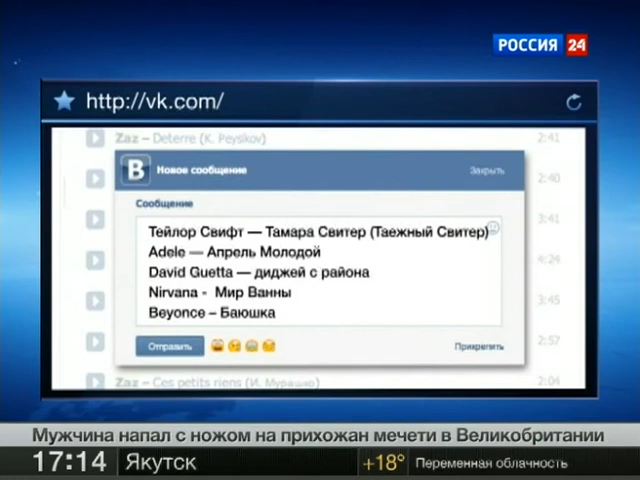 РОССИЯ 24
http://vk.com/
Zaz – Deterre (K. Peyskov) 2:41
В Новое сообщение Закрыть
2:40
Сообщение
Тейлор Свифт — Тамара Свитер (Таежный Свитер)
3:41
Adele — Апрель Молодой
4:24
David Guetta — диджей с района
Nirvana - Мир Ванны
3:45
Beyonce – Баюшка
Отправить Прикрепить
2:57
Zaz – Ces petits riens (И. Мурашко) 2:04
Мужчина напал с ножом на прихожан мечети в Великобритании
17:14 Якутск +18° Переменная облачность